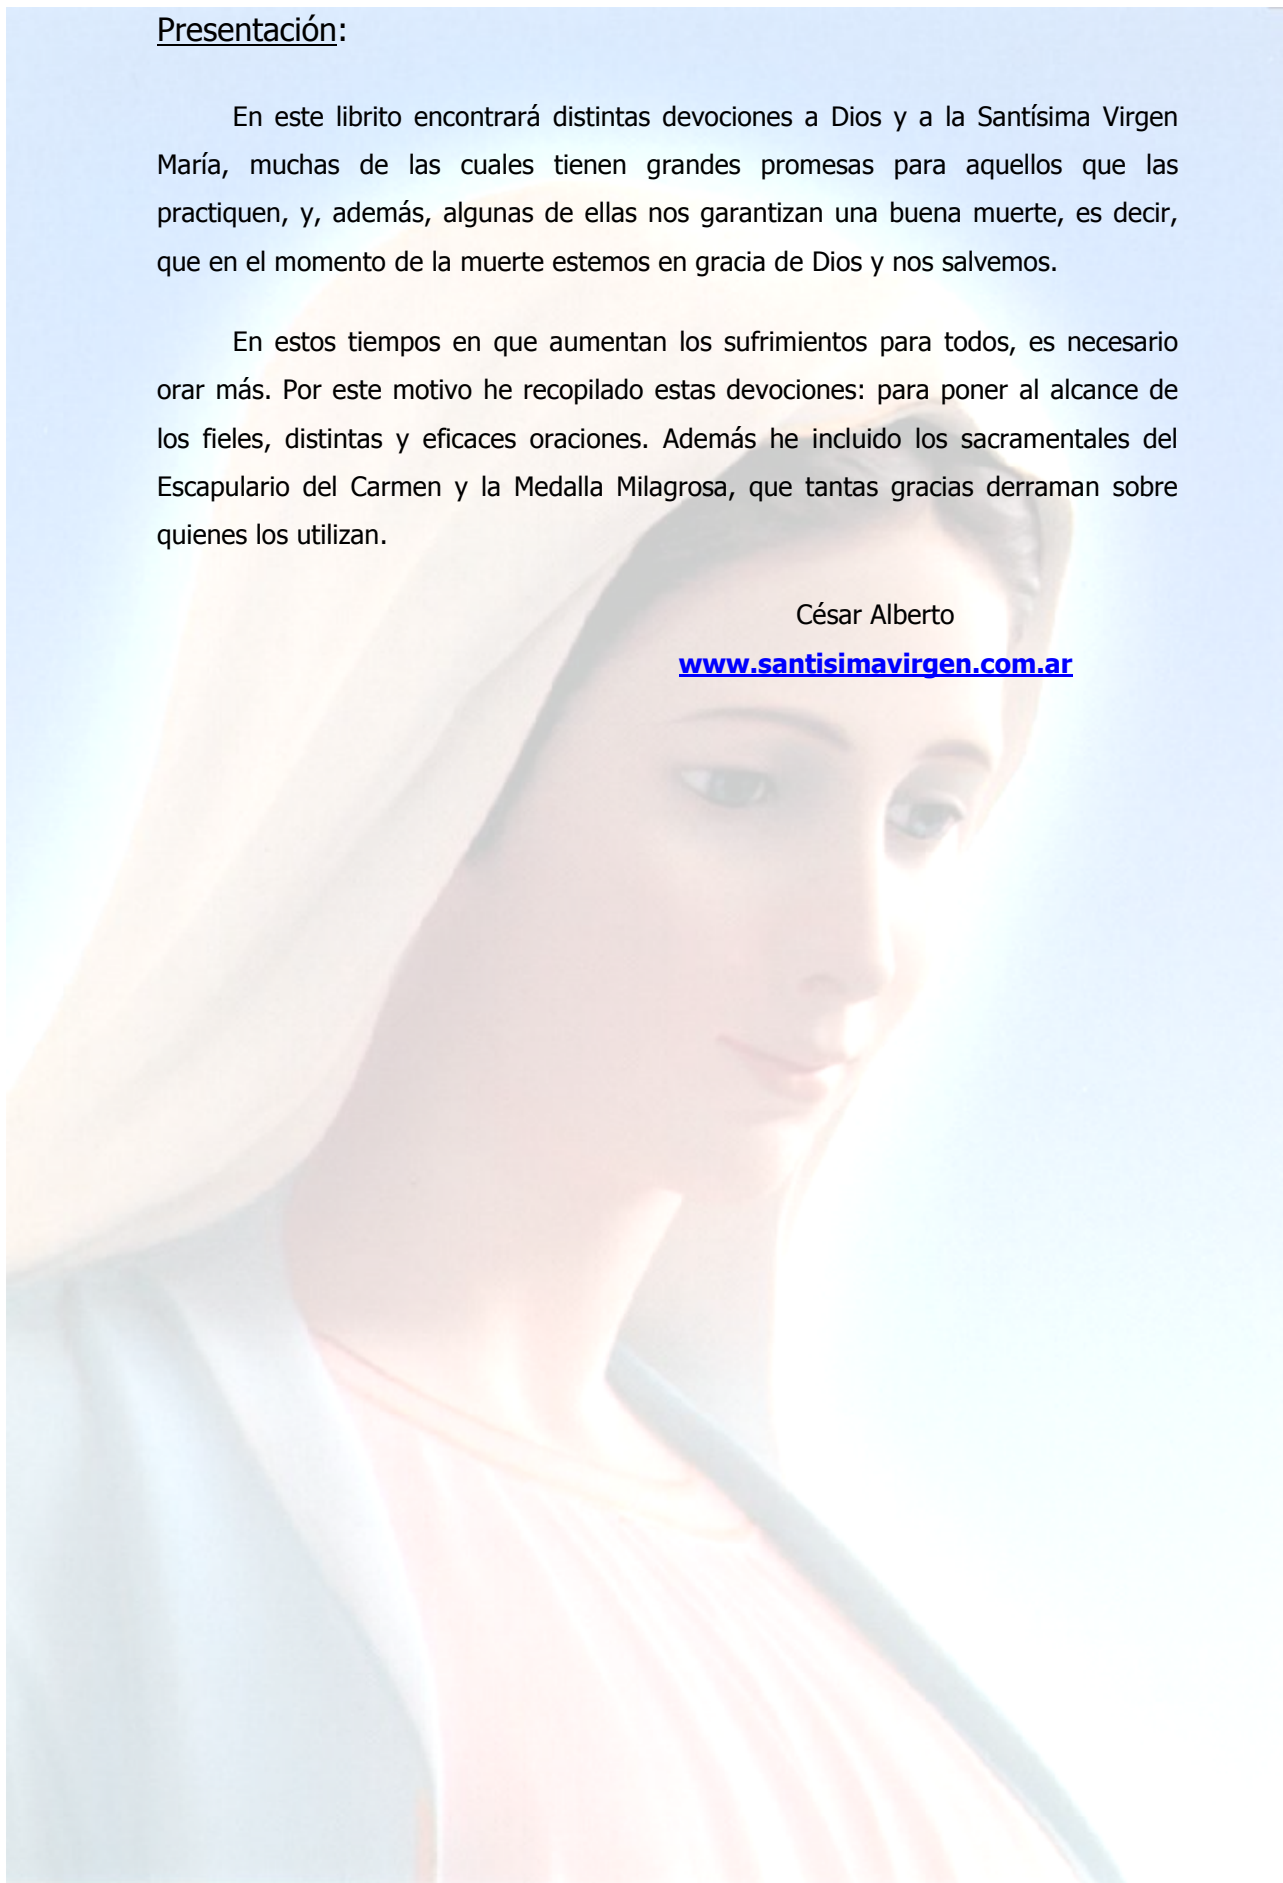 Presentación:
En este librito encontrará distintas devociones a Dios y a la Santísima Virgen
María, muchas de las cuales tienen grandes promesas para aquellos que las
practiquen, y, además, algunas de ellas nos garantizan una buena muerte, es decir,
que en el momento de la muerte estemos en gracia de Dios y nos salvemos.
En estos tiempos en que aumentan los sufrimientos para todos, es necesario
orar más. Por este motivo he recopilado estas devociones: para poner al alcance de
los fieles, distintas y eficaces oraciones. Además he incluido los sacramentales del
Escapulario del Carmen y la Medalla Milagrosa, que tantas gracias derraman sobre
quienes los utilizan.
César Alberto
www.santisimavirgen.com.ar